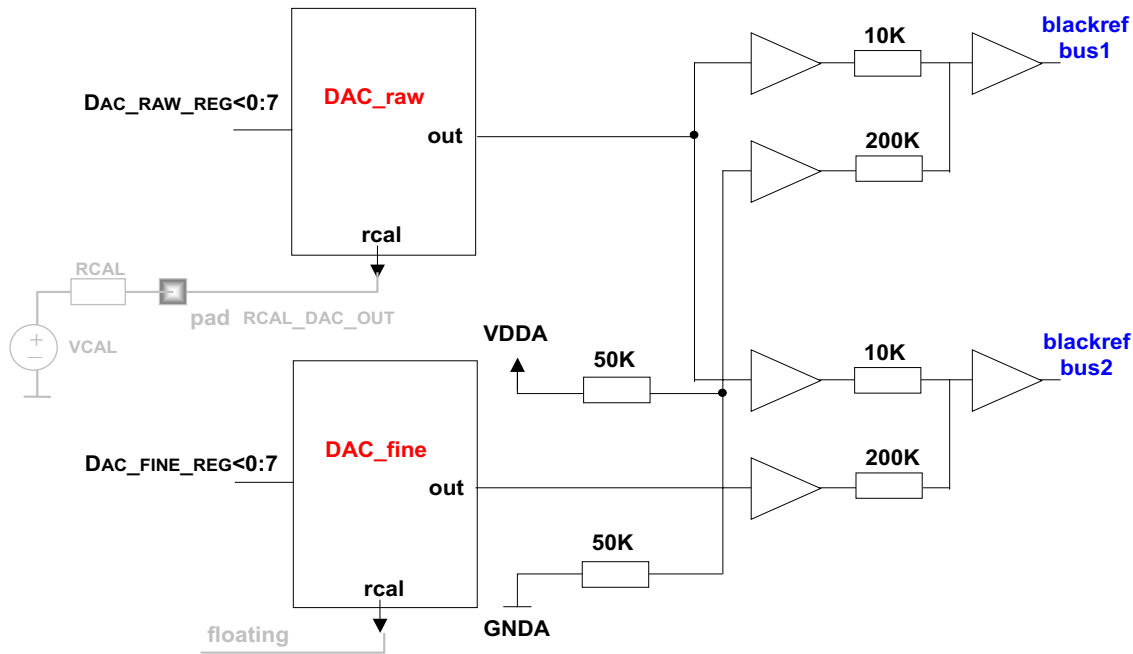 blackref
bus1
10K
DAC_RAW_REG<0:7
DAC_raw
out
200K
rcal
RCAL
pad RCAL_DAC_OUT
VCAL
VDDA
50K
10K
blackref
bus2
DAC_FINE_REG<0:7
DAC_fine
out
200K
50K
rcal
GNDA
floating